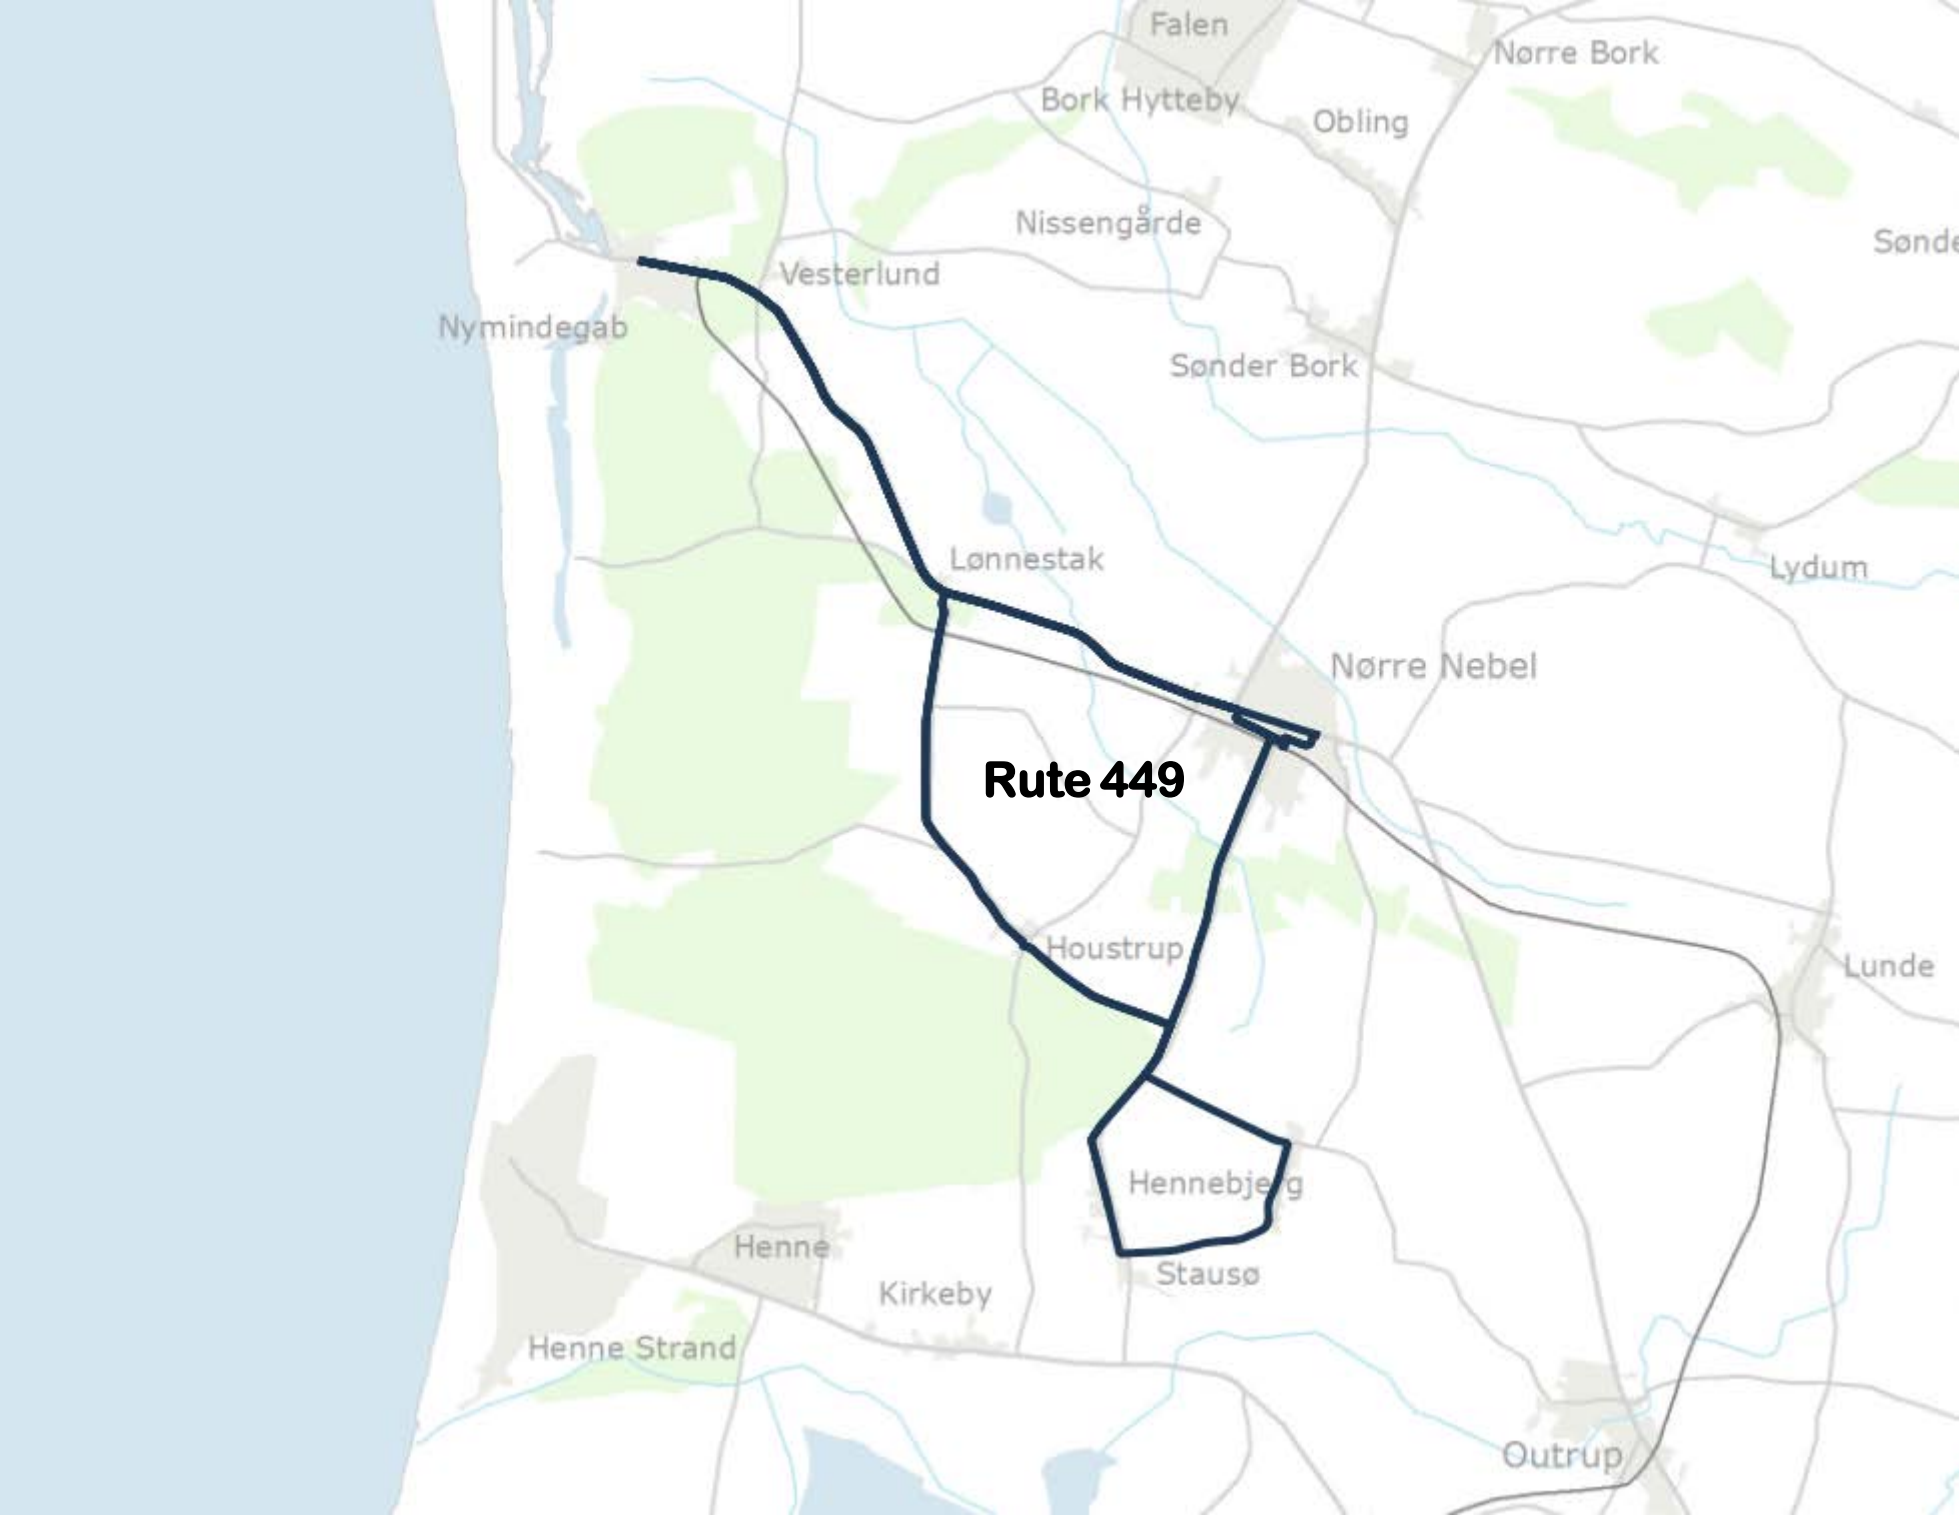 Falen
Nørre Bork
Bork Hytteby
Obling
Nissengårde
Sønde
Vesterlund
Nymindegab
Sønder Bork
Lønnestak
Lydum
Nørre Nebel
Rute 449
Houstrup
Lunde
Hennebjerg
Henne
Stausø
Kirkeby
Henne Strand
Outrup